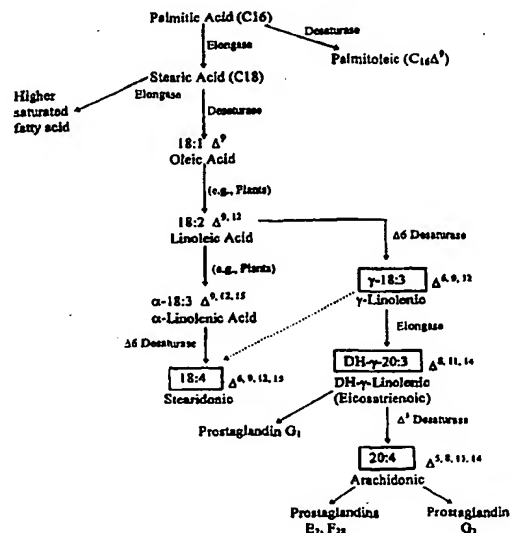 Palmitic Acid (C16)
Desaturase
Elongase
Palmitoleic (C16Δ9)
Stearic Acid (C18)
Elongase
Higher
saturated
fatty acid
Desaturase
18:1 Δ9
Oleic Acid
(e.g., Plants)
18:2 Δ9, 12
Linoleic Acid
Δ6 Desaturase
(e.g., Plants)
γ-18:3 Δ6, 9, 12
γ-Linolenic
α-18:3 Δ9, 12, 15
α-Linolenic Acid
Elongase
Δ6 Desaturase
DH-γ-20:3 Δ8, 11, 14
DH-γ-Linolenic
(Eicosatrienoic)
18:4 Δ6, 9, 12, 15
Stearidonic
Prostaglandin G1
Δ5 Desaturase
20:4 Δ5, 8, 11, 14
Arachidonic
Prostaglandins
Prostaglandin